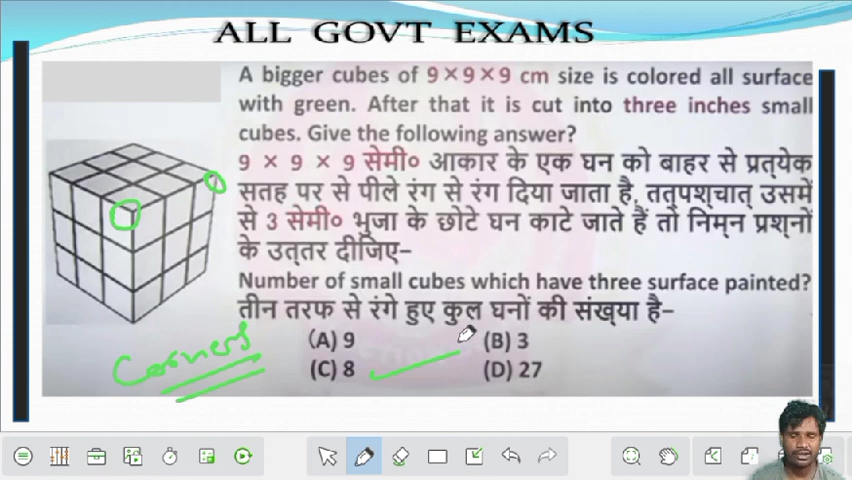 ALL GOVT EXAMS
A bigger cubes of 9×9×9 cm size is colored all surface
with green. After that it is cut into three inches small
cubes. Give the following answer?
9 × 9 × 9 सेमी० आकार के एक घन को बाहर से प्रत्येक
सतह पर से पीले रंग से रंग दिया जाता है, तत्पश्चात् उसमें
से 3 सेमी० भुजा के छोटे घन काटे जाते हैं तो निम्न प्रश्नों
के उत्तर दीजिए-
Number of small cubes which have three surface painted?
तीन तरफ से रंगे हुए कुल घनों की संख्या है-
(A) 9 (B) 3
(C) 8 (D) 27
Corners